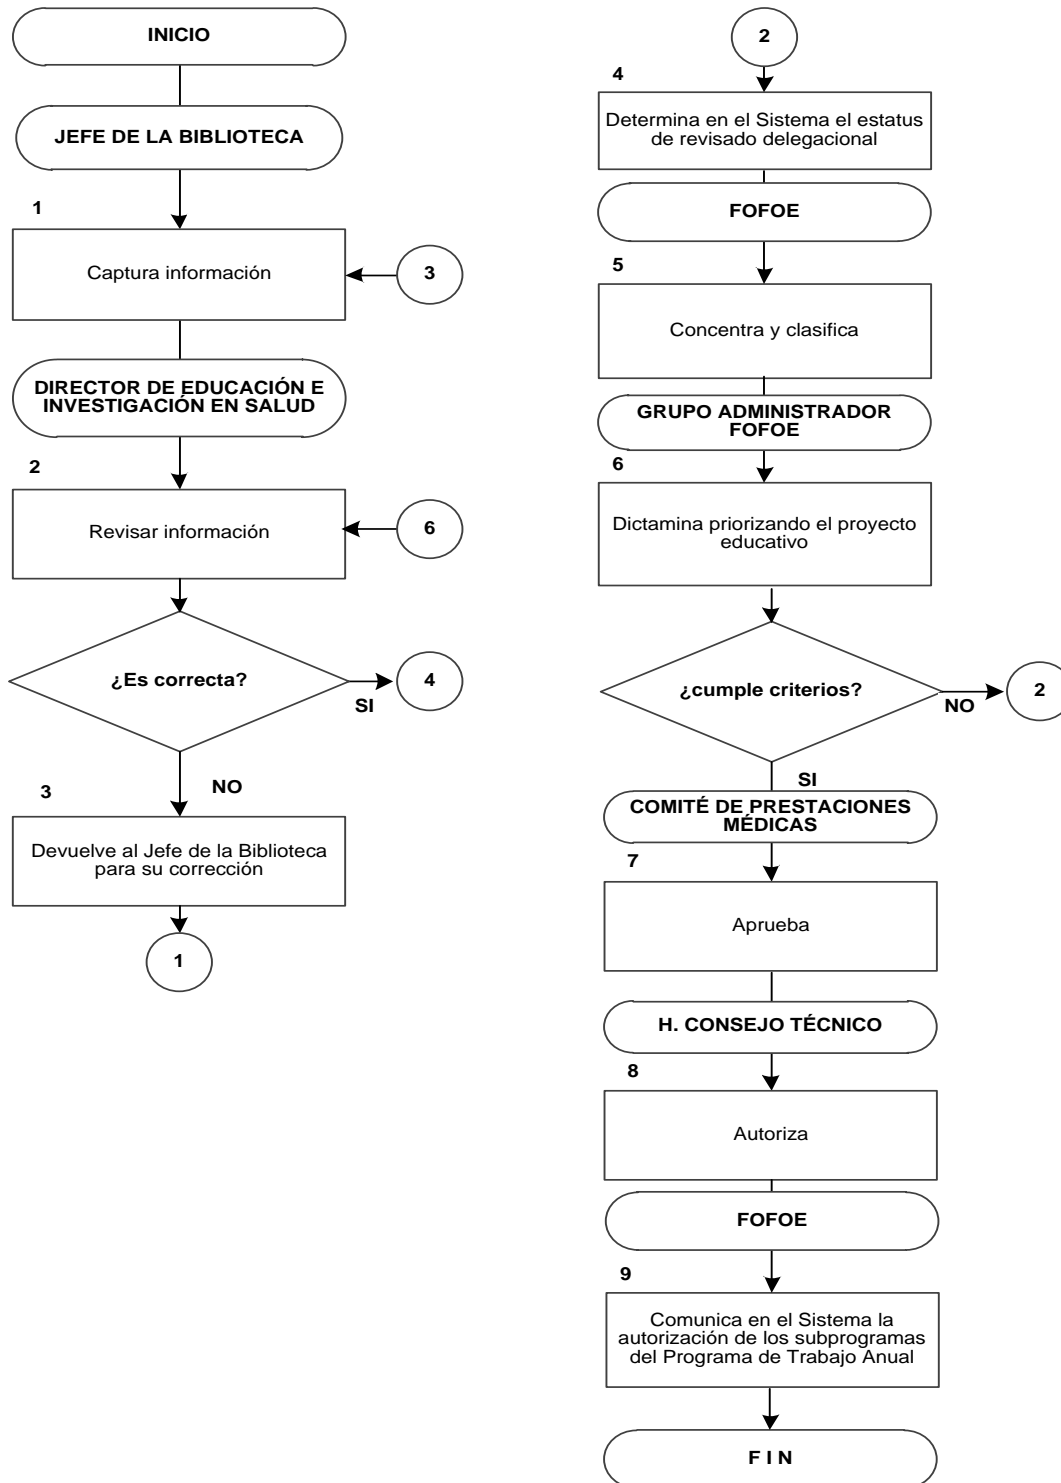 INICIO
JEFE DE LA BIBLIOTECA
1
Captura información
3
DIRECTOR DE EDUCACIÓN E
INVESTIGACIÓN EN SALUD
2
Revisar información
6
¿Es correcta?
4
SI
NO
3
Devuelve al Jefe de la Biblioteca
para su corrección
1
2
4
Determina en el Sistema el estatus
de revisado delegacional
FOFOE
5
Concentra y clasifica
GRUPO ADMINISTRADOR
FOFOE
6
Dictamina priorizando el proyecto
educativo
¿cumple criterios?
NO
2
SI
COMITÉ DE PRESTACIONES
MÉDICAS
7
Aprueba
H. CONSEJO TÉCNICO
8
Autoriza
FOFOE
9
Comunica en el Sistema la
autorización de los subprogramas
del Programa de Trabajo Anual
F I N